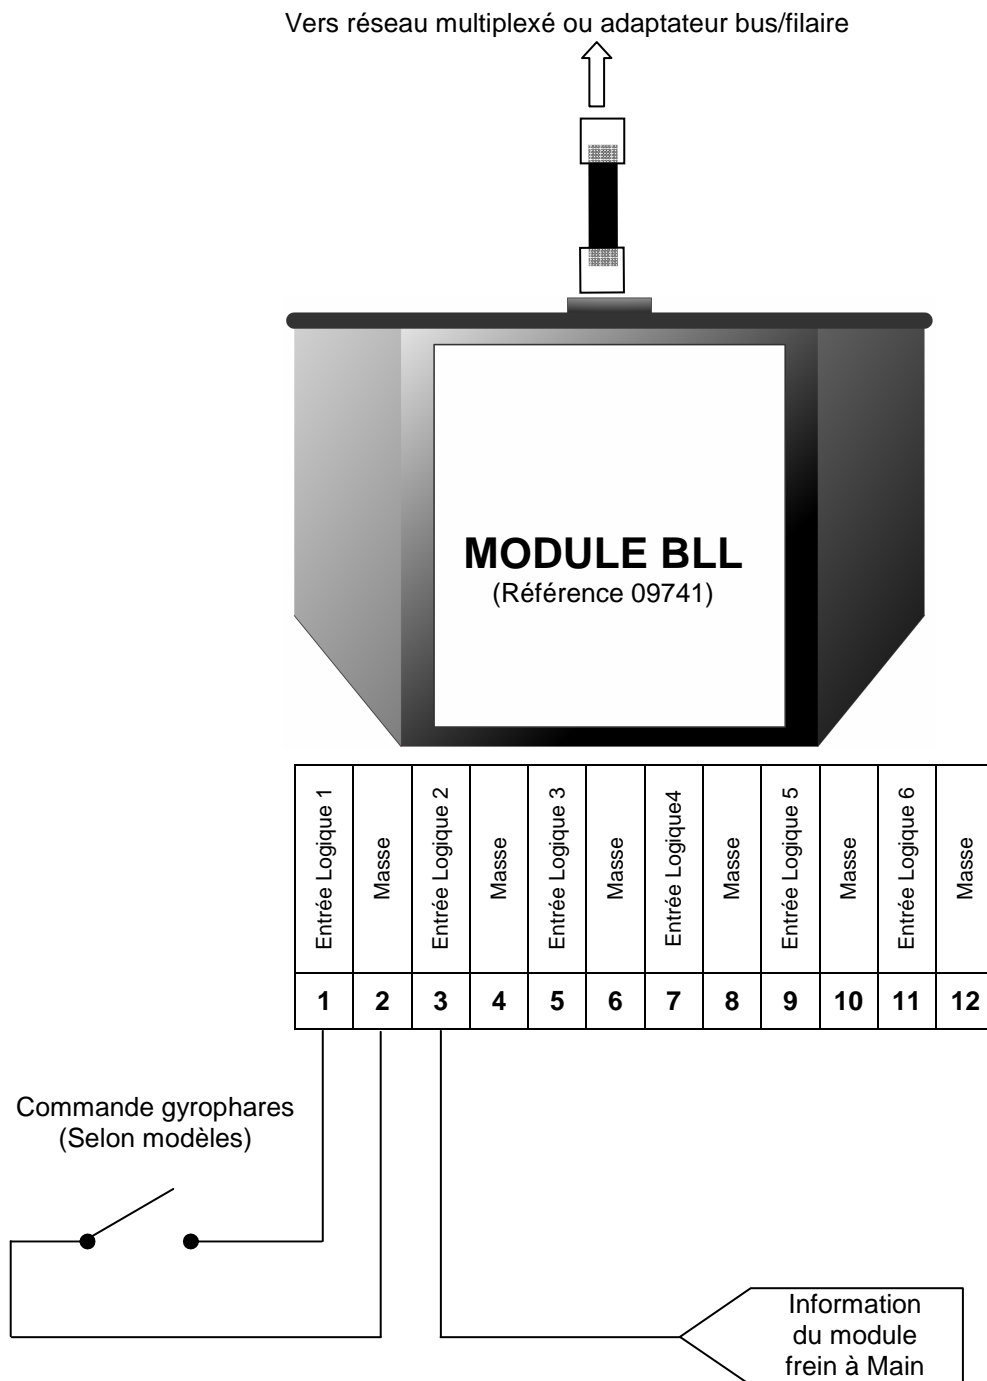 Vers réseau multiplexé ou adaptateur bus/filaire
MODULE BLL
(Référence 09741)
Entrée Logique 1
Masse
Entrée Logique 2
Masse
Entrée Logique 3
Masse
Entrée Logique4
Masse
Entrée Logique 5
Masse
Entrée Logique 6
Masse
1 2 3 4 5 6 7 8 9 10 11 12
Commande gyrophares
(Selon modèles)
Information
du module
frein à Main